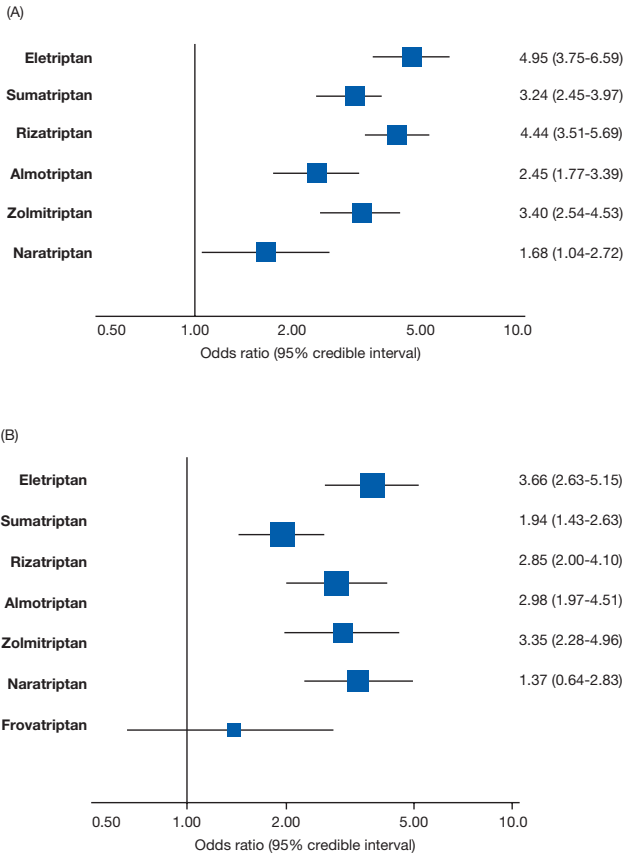 (A)
Eletriptan 4.95 (3.75-6.59)
Sumatriptan 3.24 (2.45-3.97)
Rizatriptan 4.44 (3.51-5.69)
Almotriptan 2.45 (1.77-3.39)
Zolmitriptan 3.40 (2.54-4.53)
Naratriptan 1.68 (1.04-2.72)
0.50 1.00 2.00 5.00 10.0
Odds ratio (95% credible interval)
(B)
Eletriptan 3.66 (2.63-5.15)
Sumatriptan 1.94 (1.43-2.63)
Rizatriptan 2.85 (2.00-4.10)
Almotriptan 2.98 (1.97-4.51)
Zolmitriptan 3.35 (2.28-4.96)
Naratriptan 1.37 (0.64-2.83)
Frovatriptan
0.50 1.00 2.00 5.00 10.0
Odds ratio (95% credible interval)